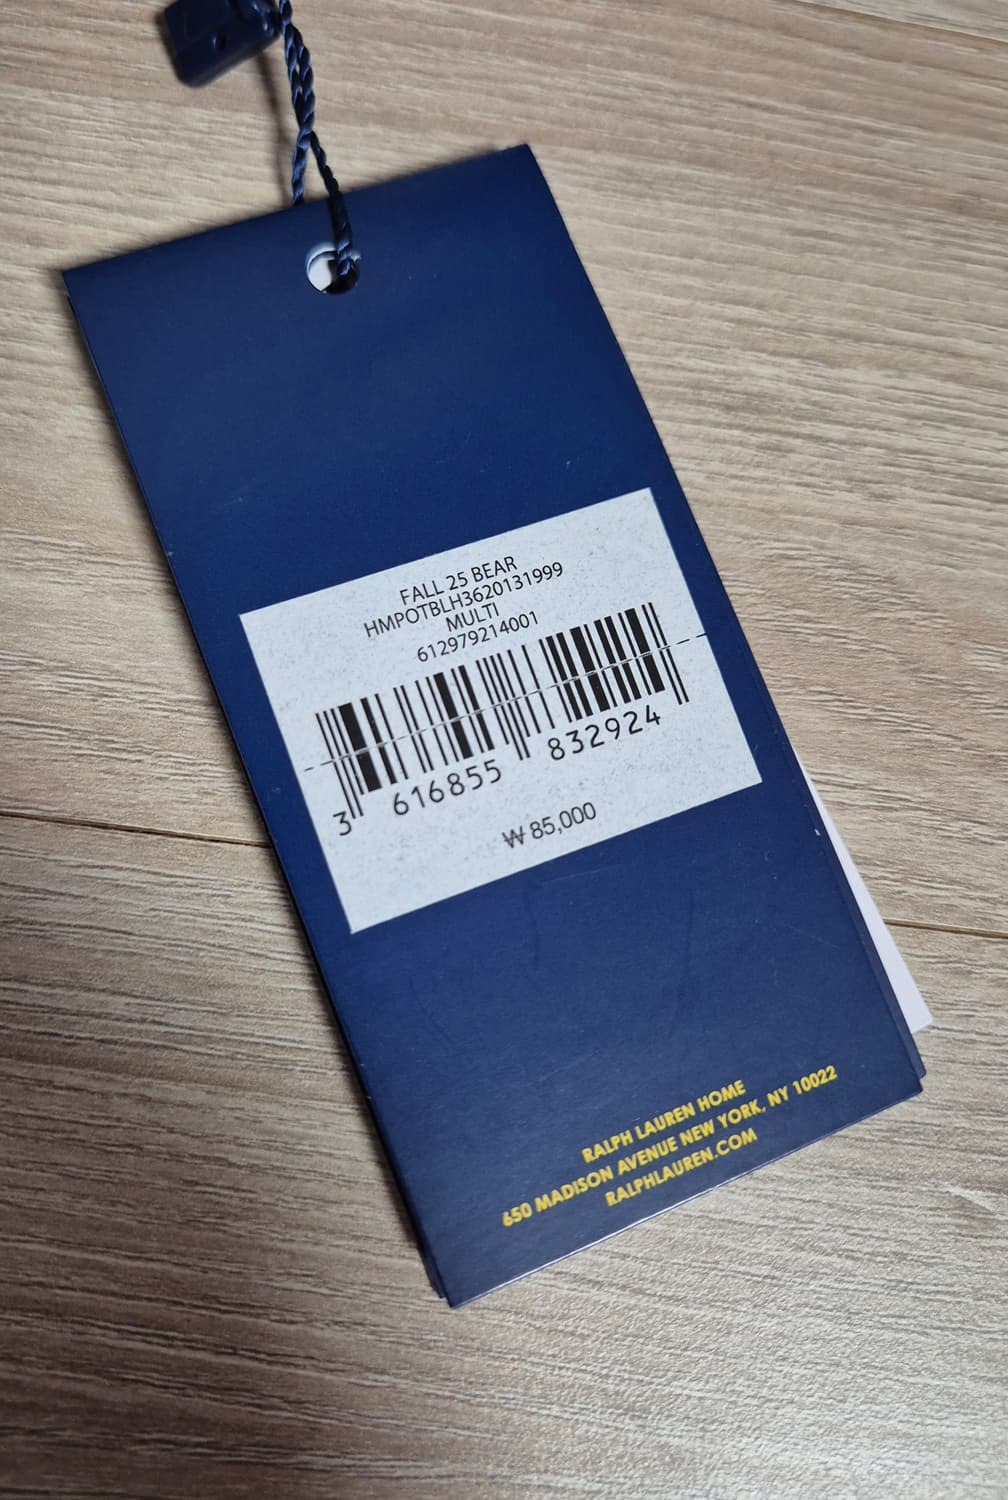 FALL 25 BEAR
HMPOTBLH3620131999
MULTI
612979214001
3 616855 832924
₩ 85,000
RALPH LAUREN HOME
650 MADISON AVENUE NEW YORK, NY 10022
RALPHLAUREN.COM